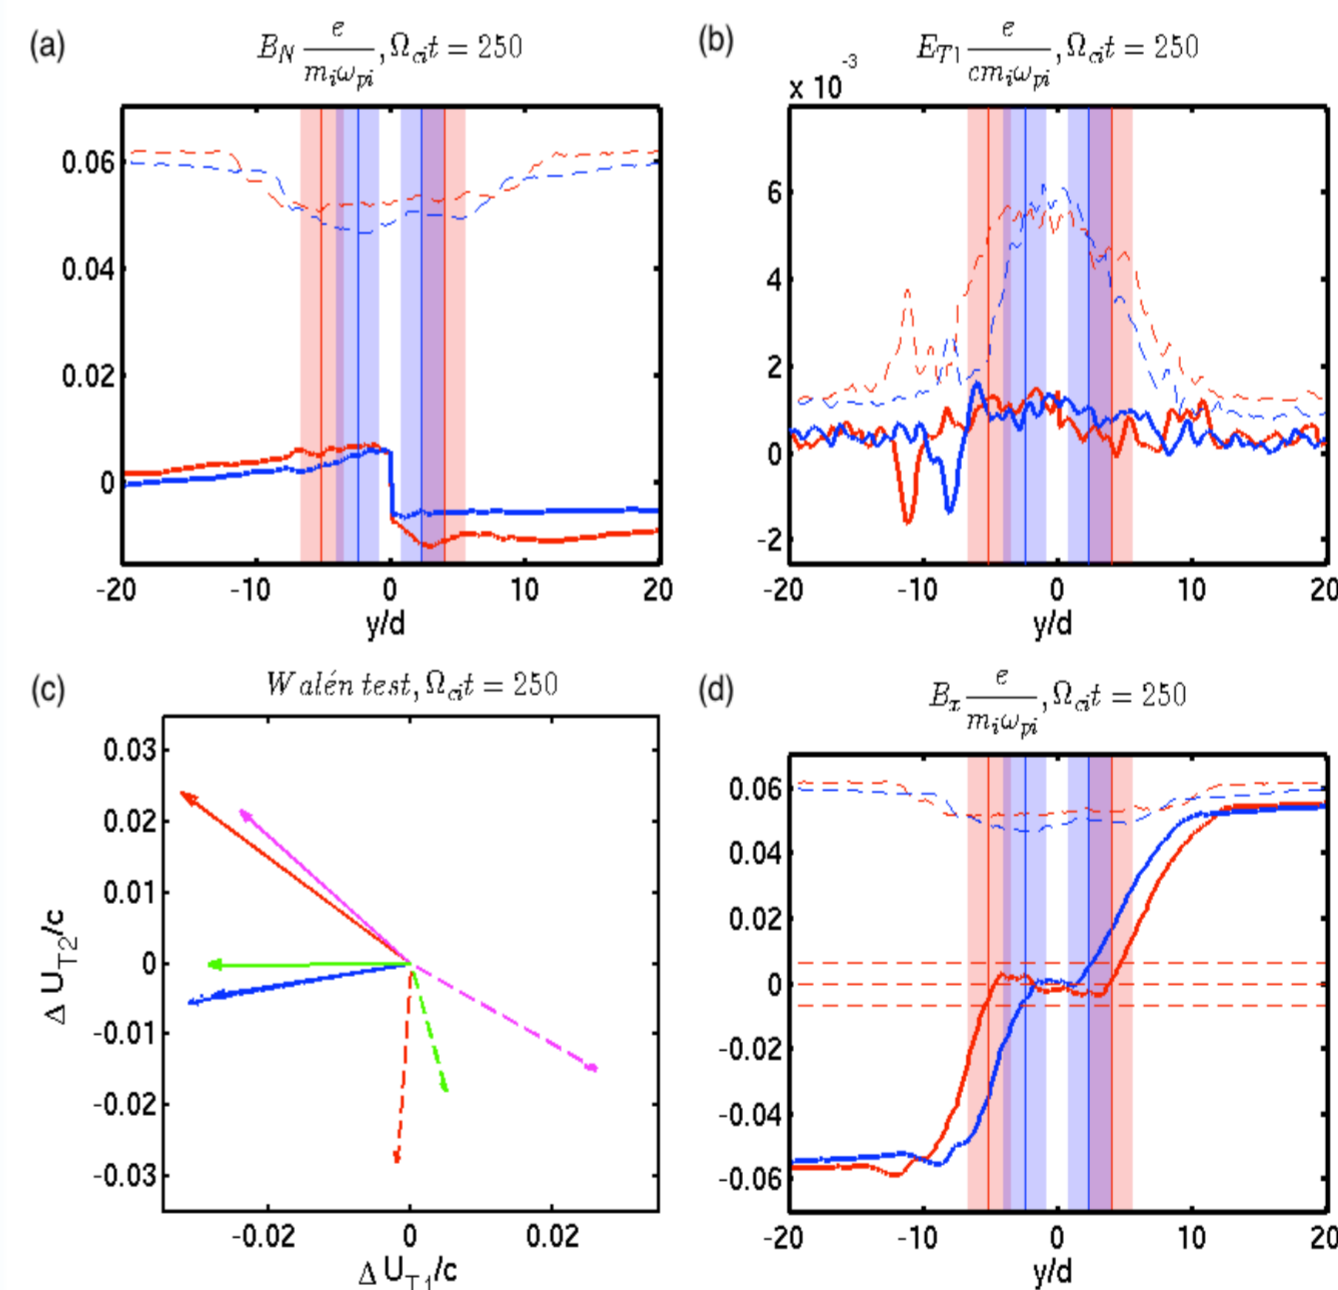 (a)
B_N e/(m_i ω_pi), Ω_ci t = 250
0.06
0.04
0.02
0
-20 -10 0 10 20
y/d
(b)
E_T1 e/(c m_i ω_pi), Ω_ci t = 250
x 10^-3
6
4
2
0
-2
-20 -10 0 10 20
y/d
(c)
Walén test, Ω_ci t = 250
0.03
0.02
0.01
0
-0.01
-0.02
-0.03
Δ U_T2/c
-0.02 0 0.02
Δ U_T1/c
(d)
B_x e/(m_i ω_pi), Ω_ci t = 250
0.06
0.04
0.02
0
-0.02
-0.04
-0.06
-20 -10 0 10 20
y/d